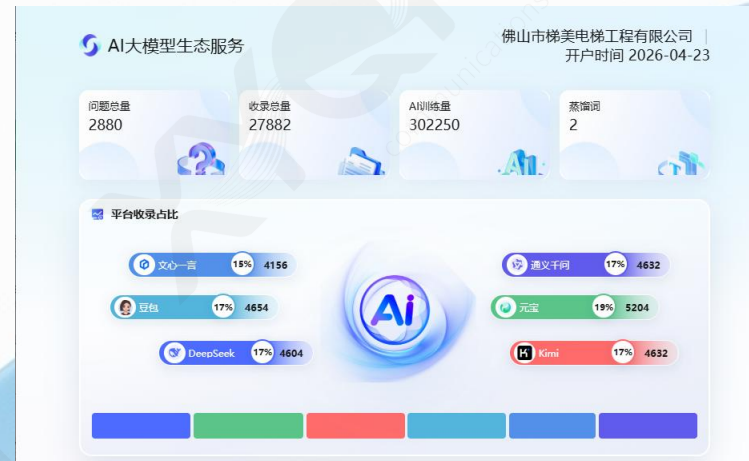 AI大模型生态服务
佛山市梯美电梯工程有限公司
开户时间 2026-04-23
问题总量
2880
收录总量
27882
AI训练量
302250
蒸馏词
2
平台收录占比
文心一言 15% 4156
通义千问 17% 4632
豆包 17% 4654
Ai
元宝 19% 5204
DeepSeek 17% 4604
Kimi 17% 4632